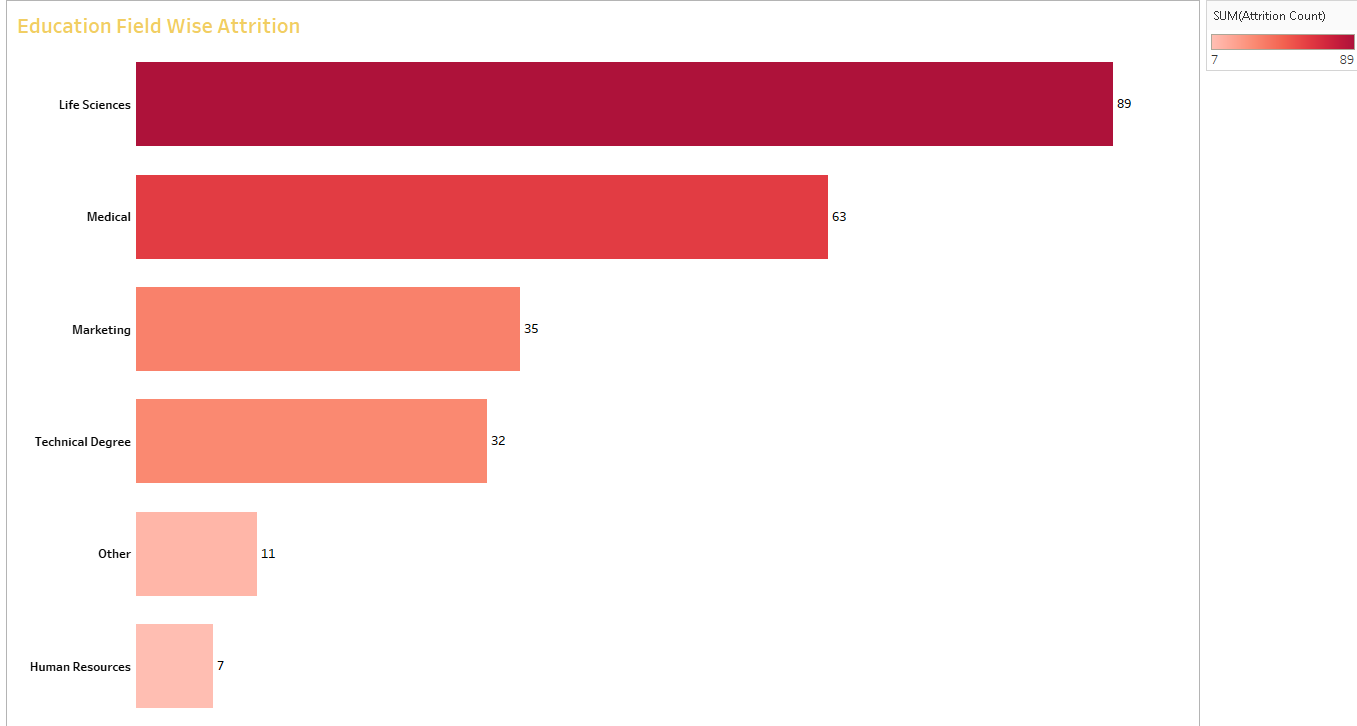 Education Field Wise Attrition
SUM(Attrition Count)
7 89
Life Sciences 89
Medical 63
Marketing 35
Technical Degree 32
Other 11
Human Resources 7